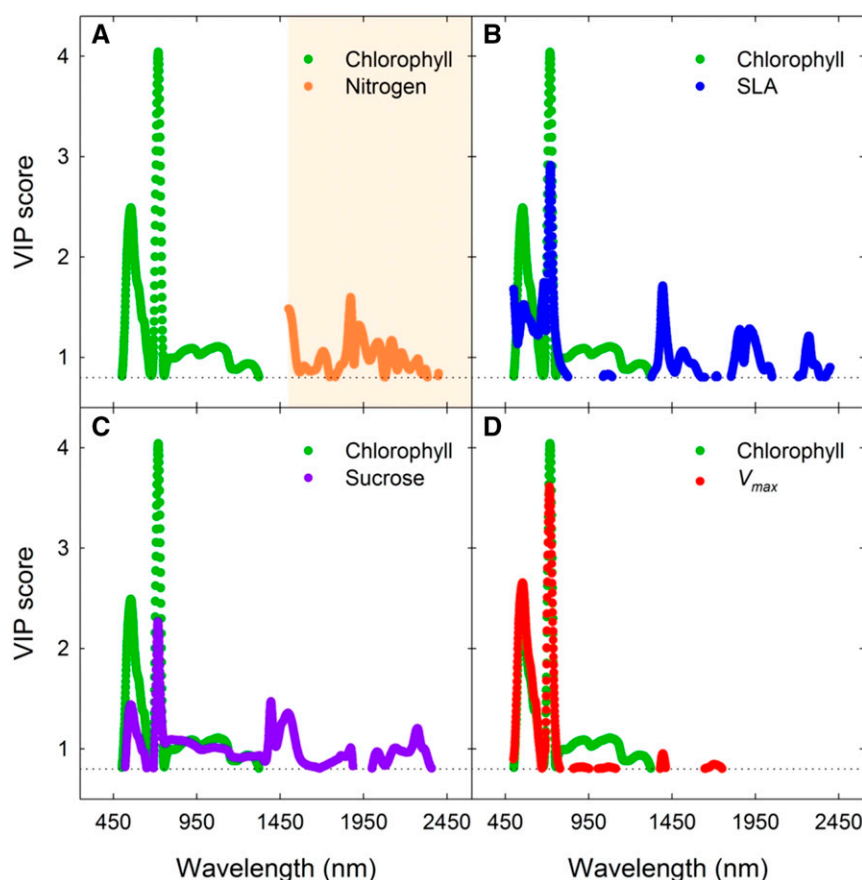 A
Chlorophyll
Nitrogen
B
Chlorophyll
SLA
4
3
2
1
VIP score
C
Chlorophyll
Sucrose
D
Chlorophyll
Vmax
4
3
2
1
VIP score
450 950 1450 1950 2450
450 950 1450 1950 2450
Wavelength (nm)
Wavelength (nm)